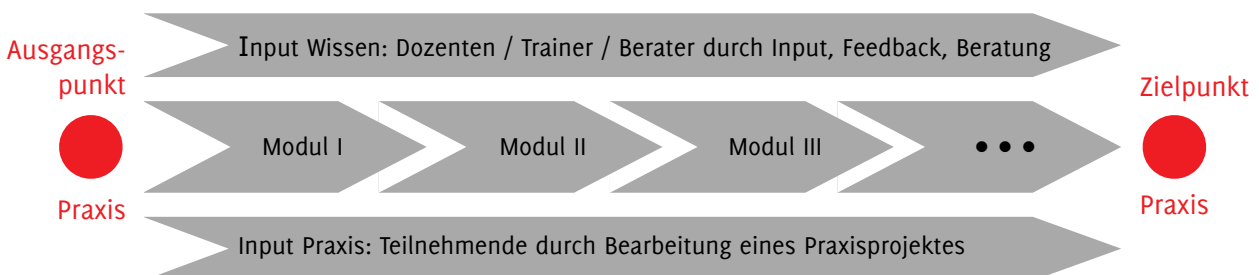 Input Wissen: Dozenten / Trainer / Berater durch Input, Feedback, Beratung
Ausgangs-
punkt
Praxis
Modul I
Modul II
Modul III
• • •
Zielpunkt
Praxis
Input Praxis: Teilnehmende durch Bearbeitung eines Praxisprojektes